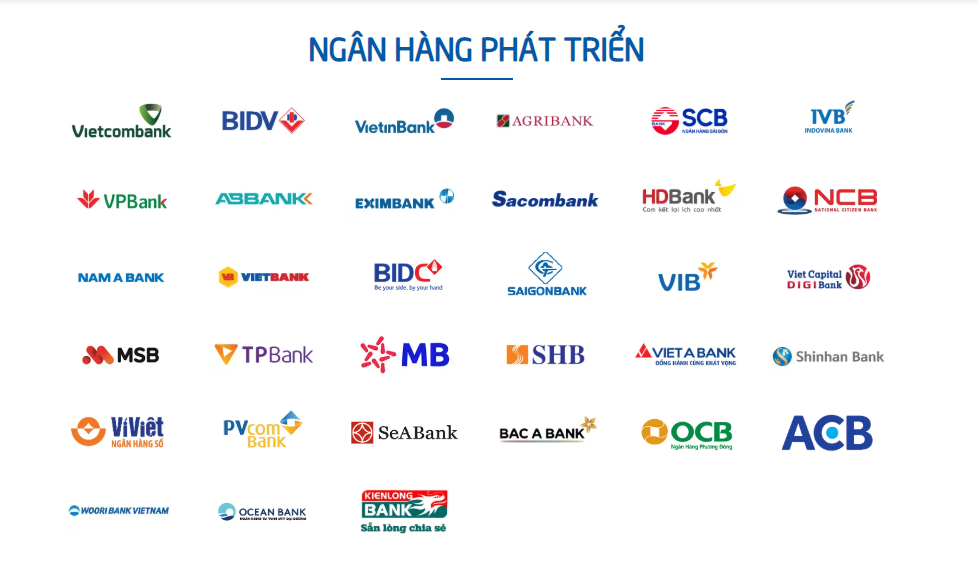 NGÂN HÀNG PHÁT TRIỂN
Vietcombank
BIDV
VietinBank
AGRIBANK
BANK
SCB
NGÂN HÀNG SÀI GÒN
IVB
INDOVINA BANK
VPBank
ABBANK
EXIMBANK
Sacombank
HDBank
Cam kết lợi ích cao nhất
NCB
NATIONAL CITIZEN BANK
NAM A BANK
VB VIETBANK
BIDC
Be your side, by your hand
SAIGONBANK
VIB
Viet Capital
DIGIBank
MSB
TPBank
MB
SHB
VIET A BANK
ĐỒNG HÀNH CÙNG KHÁT VỌNG
Shinhan Bank
VíViệt
NGÂN HÀNG SỐ
PVcom
Bank
SeABank
BAC A BANK
OCB
Ngân Hàng Phương Đông
ACB
WOORI BANK VIETNAM
OCEAN BANK
KIENLONG
BANK
Sẵn lòng chia sẻ